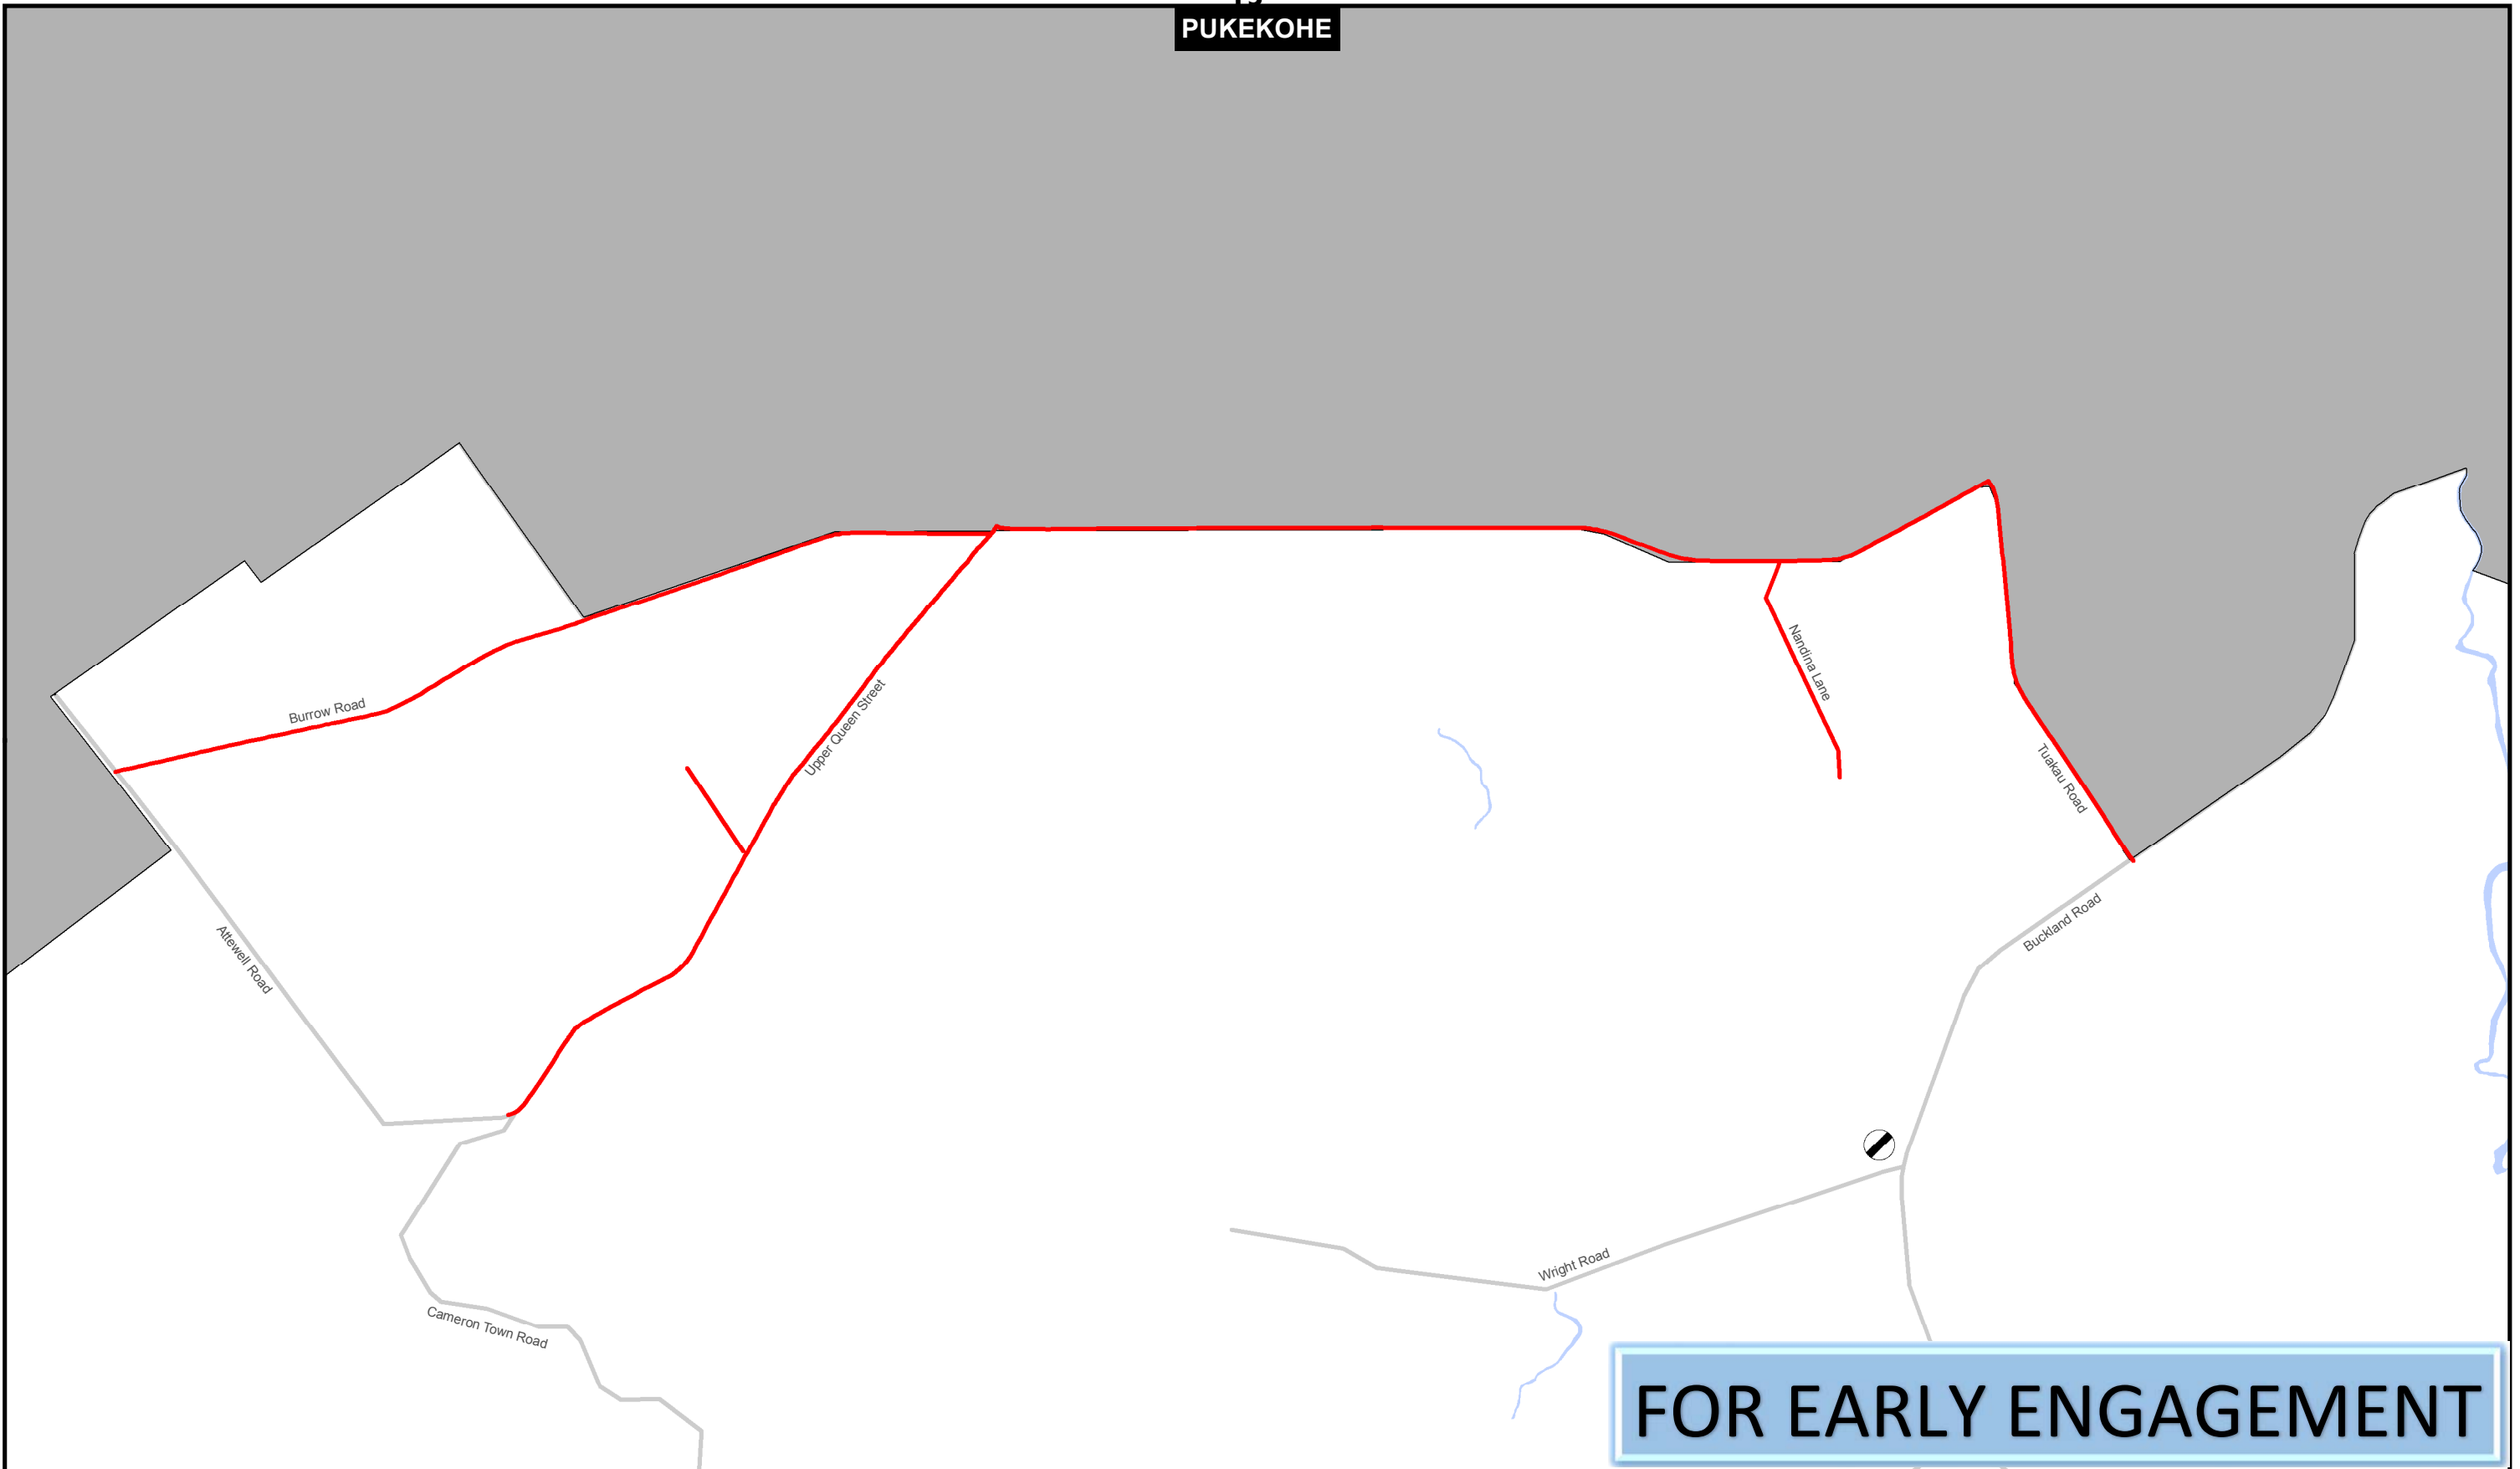 PUKEKOHE
Burrow Road
Upper Queen Street
Nandina Lane
Tuakau Road
Attewell Road
Buckland Road
Wright Road
Cameron Town Road
FOR EARLY ENGAGEMENT